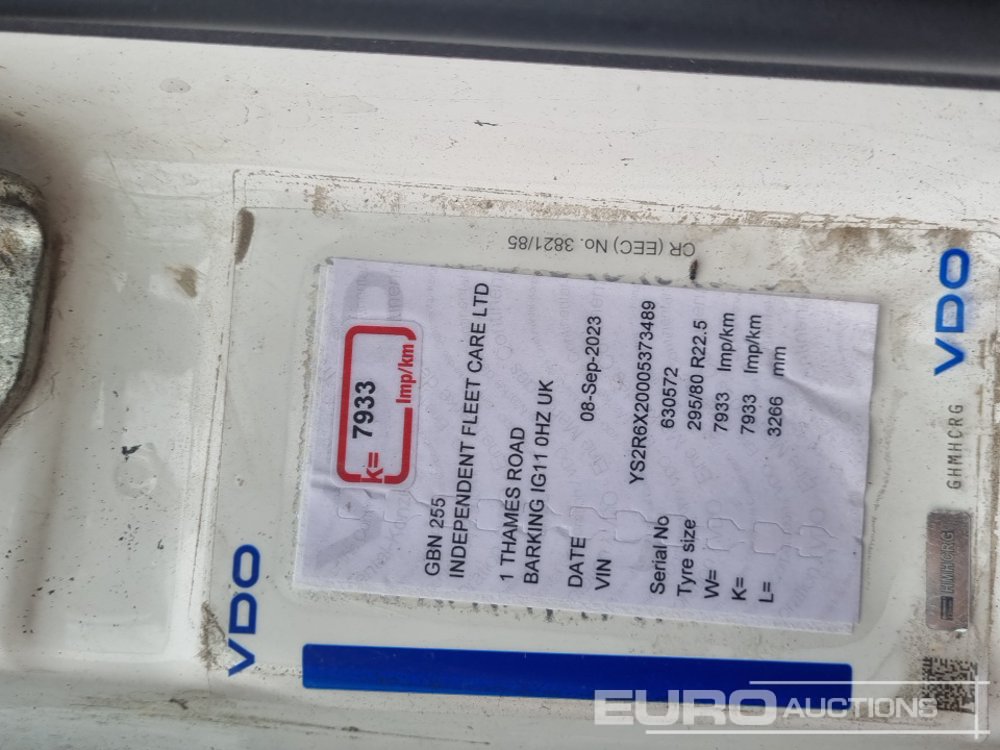 CR (EEC) No. 3821/85
VDO
VDO
k= 7933 Imp/km
GBN 255
INDEPENDENT FLEET CARE LTD
1 THAMES ROAD
BARKING IG11 0HZ UK
DATE 08-Sep-2023
VIN YS2R6X20005373489
Serial No 630572
Tyre size 295/80 R22.5
W= 7933 Imp/km
K= 7933 Imp/km
L= 3266 mm
GHMHCRG
EURO AUCTIONS